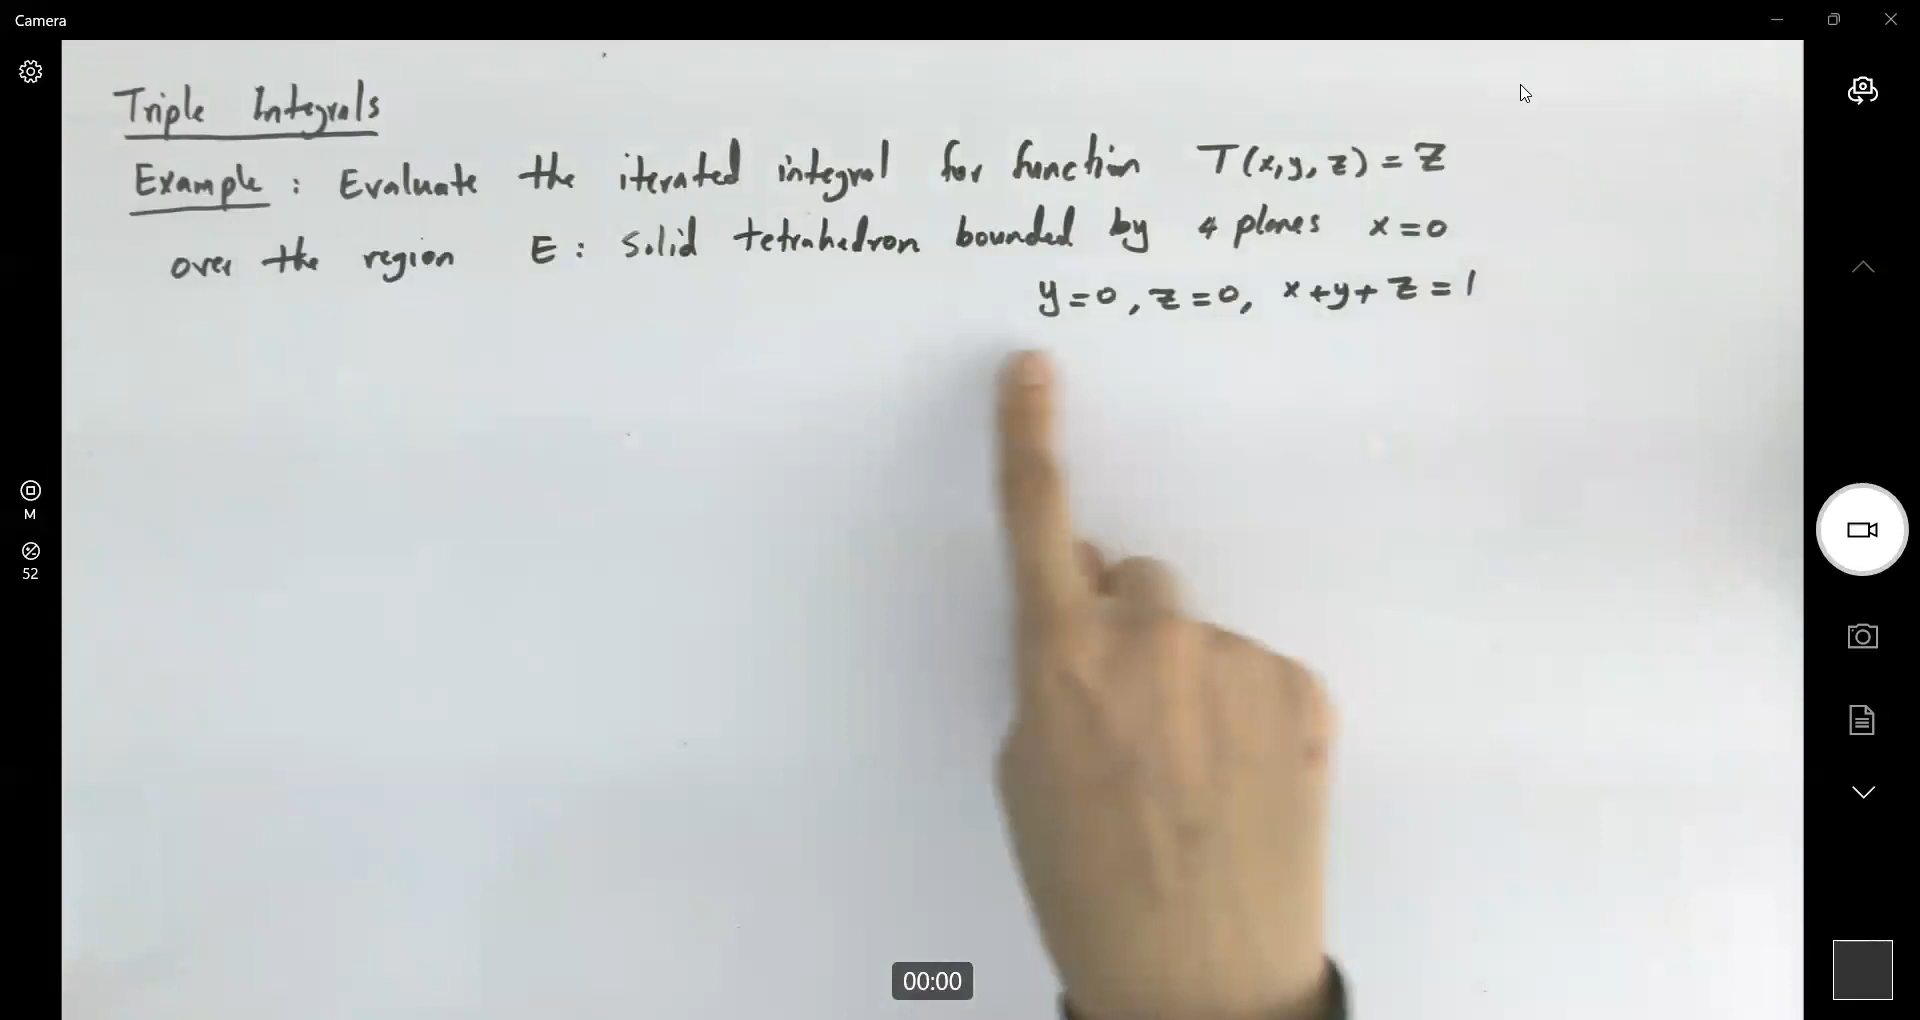 Camera
Triple Integrals
Example : Evaluate the iterated integral for function T(x,y,z) = Z
over the region E : Solid tetrahedron bounded by 4 planes x=0
y=0, z=0, x+y+z=1
M
52
00:00